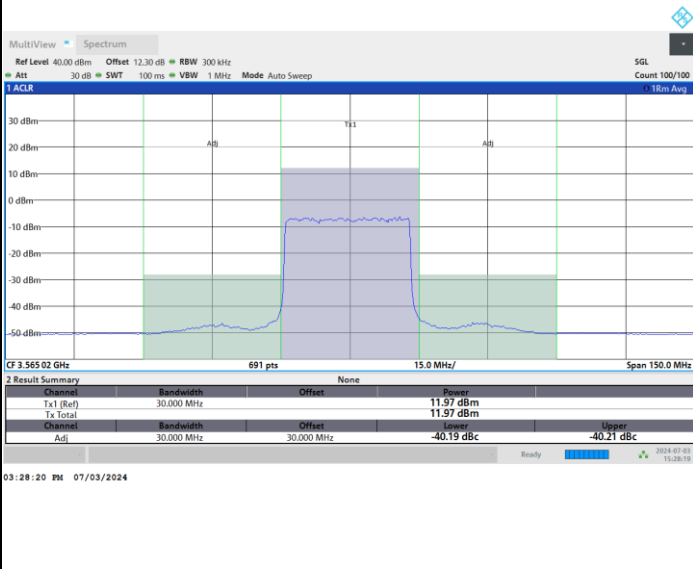 MultiView Spectrum
Ref Level 40.00 dBm Offset 12.30 dB RBW 300 kHz SGL
Att 30 dB SWT 100 ms VBW 1 MHz Mode Auto Sweep Count 100/100
1 ACLR 1Rm Avg
30 dBm
Tx1
20 dBm
Adj Adj
10 dBm
0 dBm
-10 dBm
-20 dBm
-30 dBm
-40 dBm
-50 dBm
CF 3.565 02 GHz 691 pts 15.0 MHz/ Span 150.0 MHz
2 Result Summary None
Channel Bandwidth Offset Power
Tx1 (Ref) 30.000 MHz 11.97 dBm
Tx Total 11.97 dBm
Channel Bandwidth Offset Lower Upper
Adj 30.000 MHz 30.000 MHz -40.19 dBc -40.21 dBc
Ready 2024-07-03
15:28:19
03:28:20 PM 07/03/2024